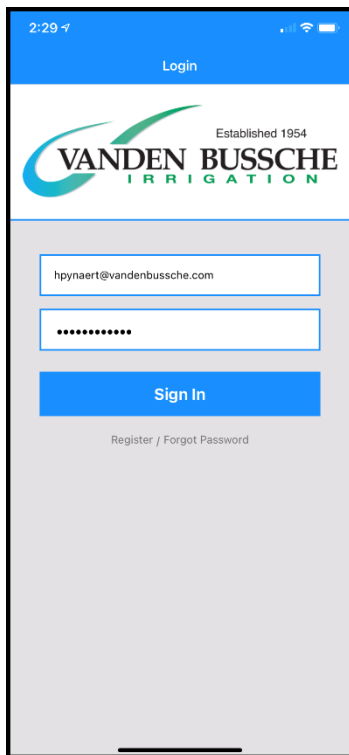 2:29
Login
Established 1954
VANDEN BUSSCHE
IRRIGATION
hpynaert@vandenbussche.com
••••••••••••
Sign In
Register / Forgot Password